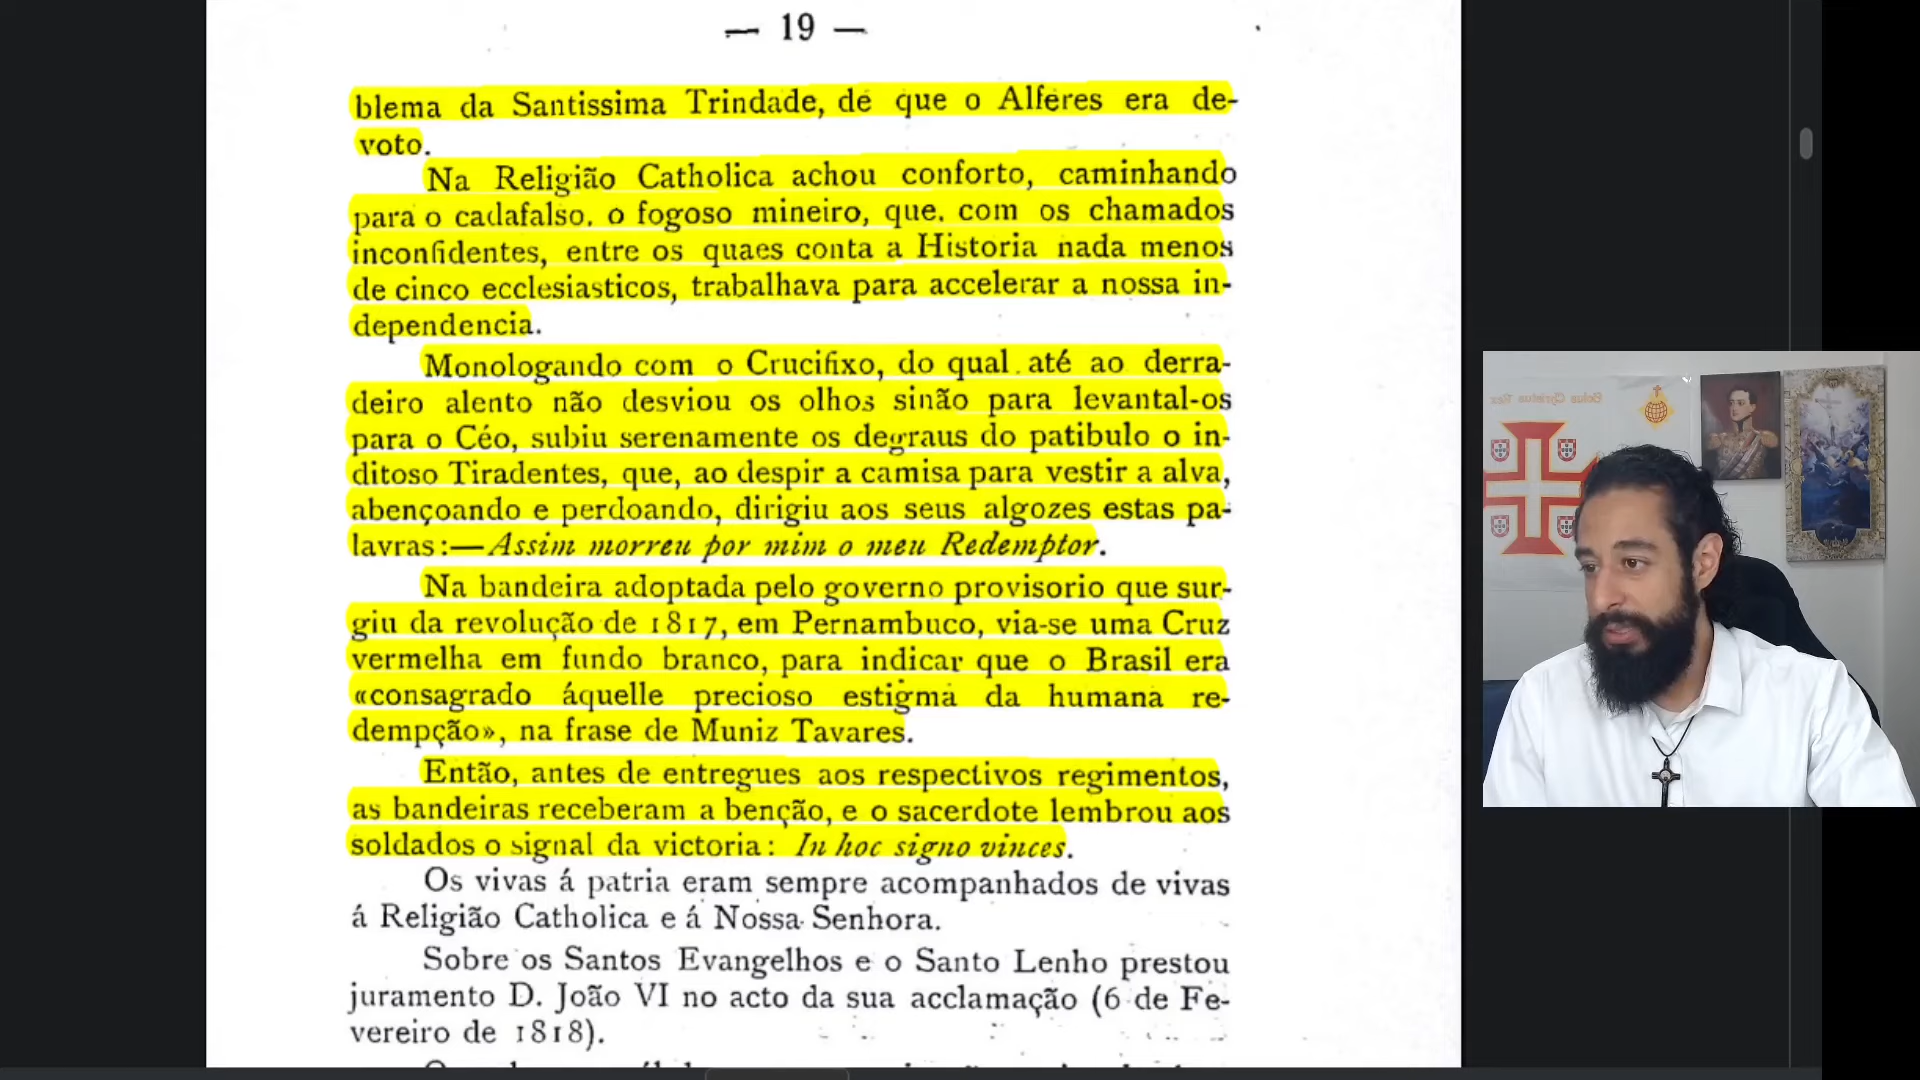 — 19 —
blema da Santissima Trindade, de que o Alferes era de-
voto.
Na Religião Catholica achou conforto, caminhando
para o cadafalso, o fogoso mineiro, que, com os chamados
inconfidentes, entre os quaes conta a Historia nada menos
de cinco ecclesiasticos, trabalhava para accelerar a nossa in-
dependencia.
Monologando com o Crucifixo, do qual até ao derra-
deiro alento não desviou os olhos sinão para levantal-os
para o Céo, subiu serenamente os degraus do patibulo o in-
ditoso Tiradentes, que, ao despir a camisa para vestir a alva,
abençoando e perdoando, dirigiu aos seus algozes estas pa-
lavras:—Assim morreu por mim o meu Redemptor.
Na bandeira adoptada pelo governo provisorio que sur-
giu da revolução de 1817, em Pernambuco, via-se uma Cruz
vermelha em fundo branco, para indicar que o Brasil era
«consagrado áquelle precioso estigma da humana re-
dempção», na frase de Muniz Tavares.
Então, antes de entregues aos respectivos regimentos,
as bandeiras receberam a benção, e o sacerdote lembrou aos
soldados o signal da victoria: In hoc signo vinces.
Os vivas á patria eram sempre acompanhados de vivas
á Religião Catholica e á Nossa Senhora.
Sobre os Santos Evangelhos e o Santo Lenho prestou
juramento D. João VI no acto da sua acclamação (6 de Fe-
vereiro de 1818).